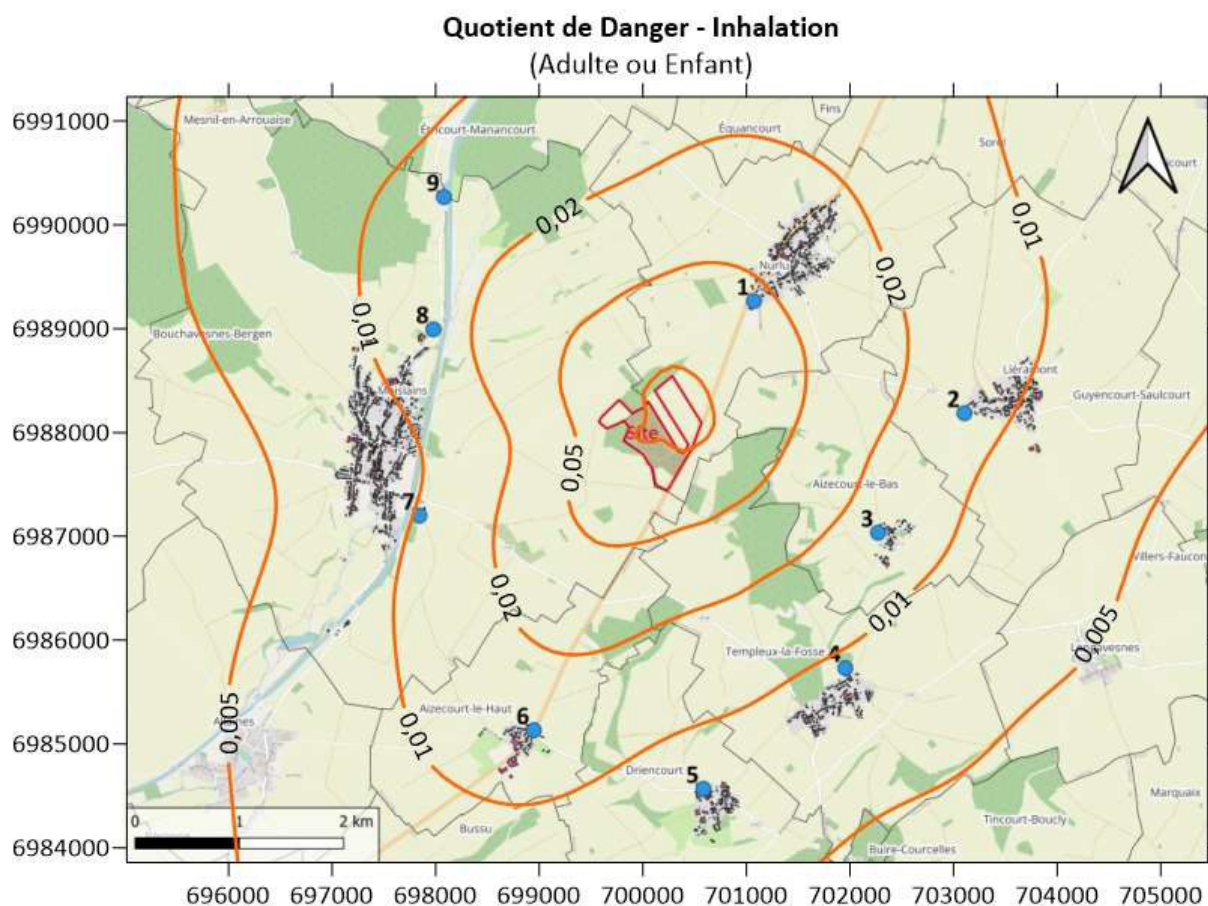 Quotient de Danger - Inhalation
(Adulte ou Enfant)
6991000
6990000
6989000
6988000
6987000
6986000
6985000
6984000
Mesnil-en-Arrouaise
Étricourt-Manancourt
Équancourt
Fins
Sorel
9
0,02
0,01
Nurlu
1
0,02
8
0,01
Bouchavesnes-Bergen
Moislains
Liéramont
2
Guyencourt-Saulcourt
Site
0,05
Aizecourt-le-Bas
7
3
Villers-Faucon
0,02
0,01
Templeux-la-Fosse
4
Longavesnes
0,005
0,005
Allaines
Aizecourt-le-Haut
6
0,01
Driencourt
5
Marquaix
Tincourt-Boucly
Bussu
Buire-Courcelles
0 1 2 km
696000 697000 698000 699000 700000 701000 702000 703000 704000 705000